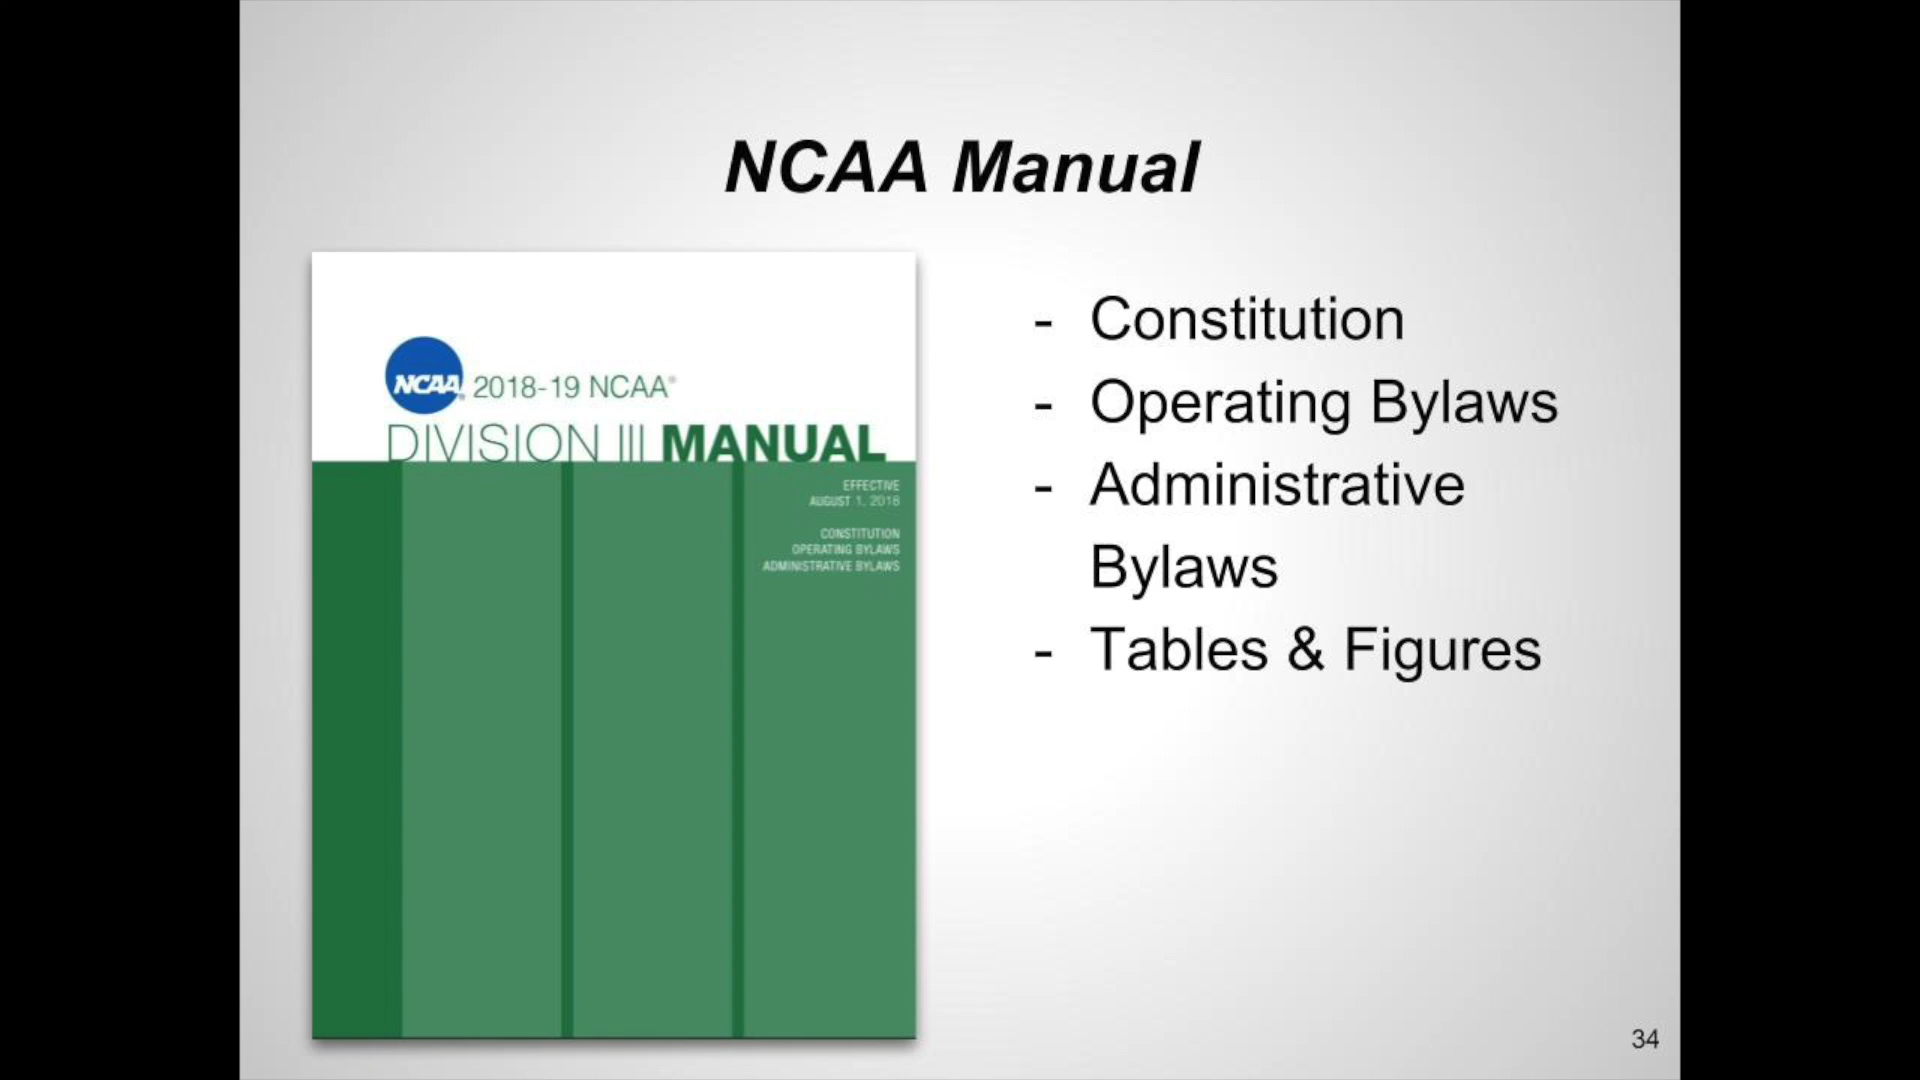 NCAA Manual
NCAA
2018-19 NCAA®
DIVISION III MANUAL
EFFECTIVE
AUGUST 1, 2018
CONSTITUTION
OPERATING BYLAWS
ADMINISTRATIVE BYLAWS
- Constitution
- Operating Bylaws
- Administrative
Bylaws
- Tables & Figures
34